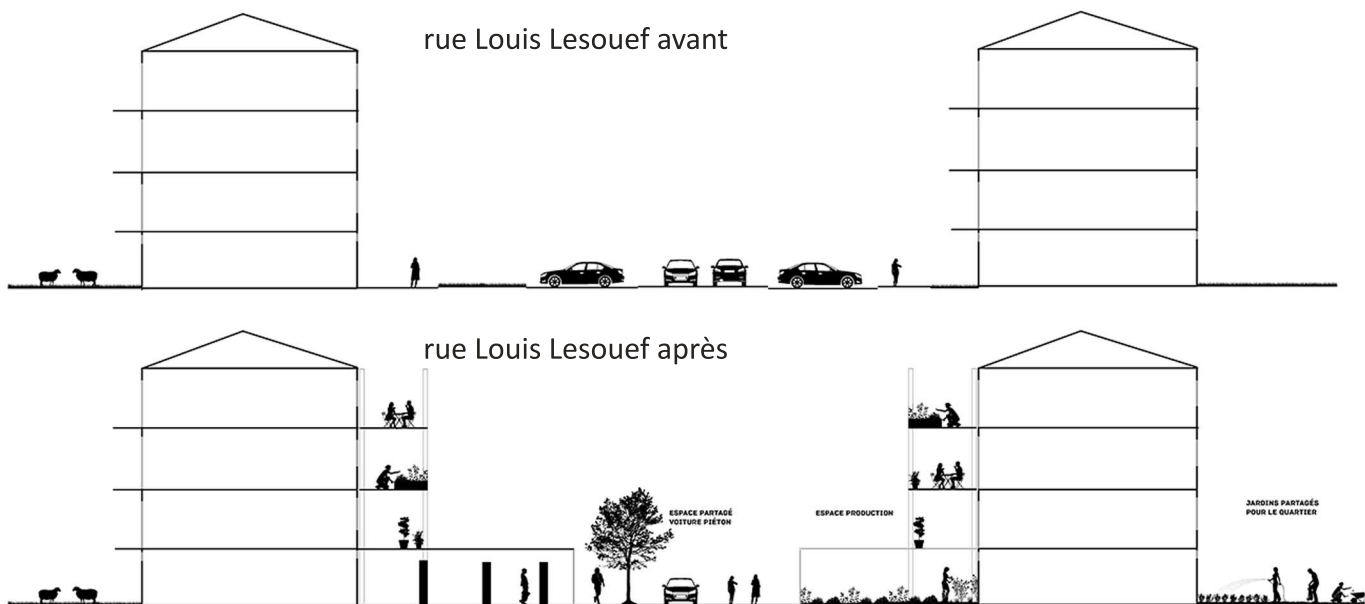 rue Louis Lesouef avant
rue Louis Lesouef après
ESPACE PARTAGÉ
VOITURE PIÉTON
ESPACE PRODUCTION
JARDINS PARTAGÉS
POUR LE QUARTIER